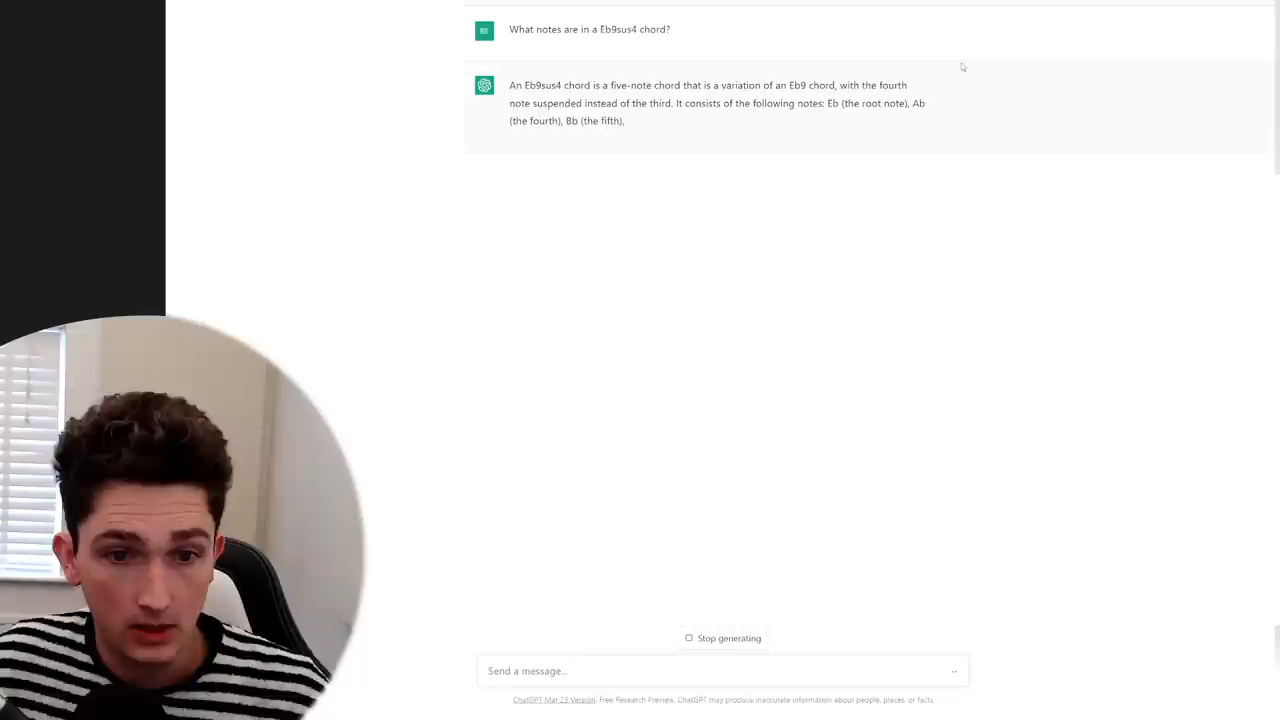 BE
What notes are in a Eb9sus4 chord?
An Eb9sus4 chord is a five-note chord that is a variation of an Eb9 chord, with the fourth
note suspended instead of the third. It consists of the following notes: Eb (the root note), Ab
(the fourth), Bb (the fifth),
Stop generating
Send a message...
ChatGPT Mar 23 Version. Free Research Preview. ChatGPT may produce inaccurate information about people, places, or facts